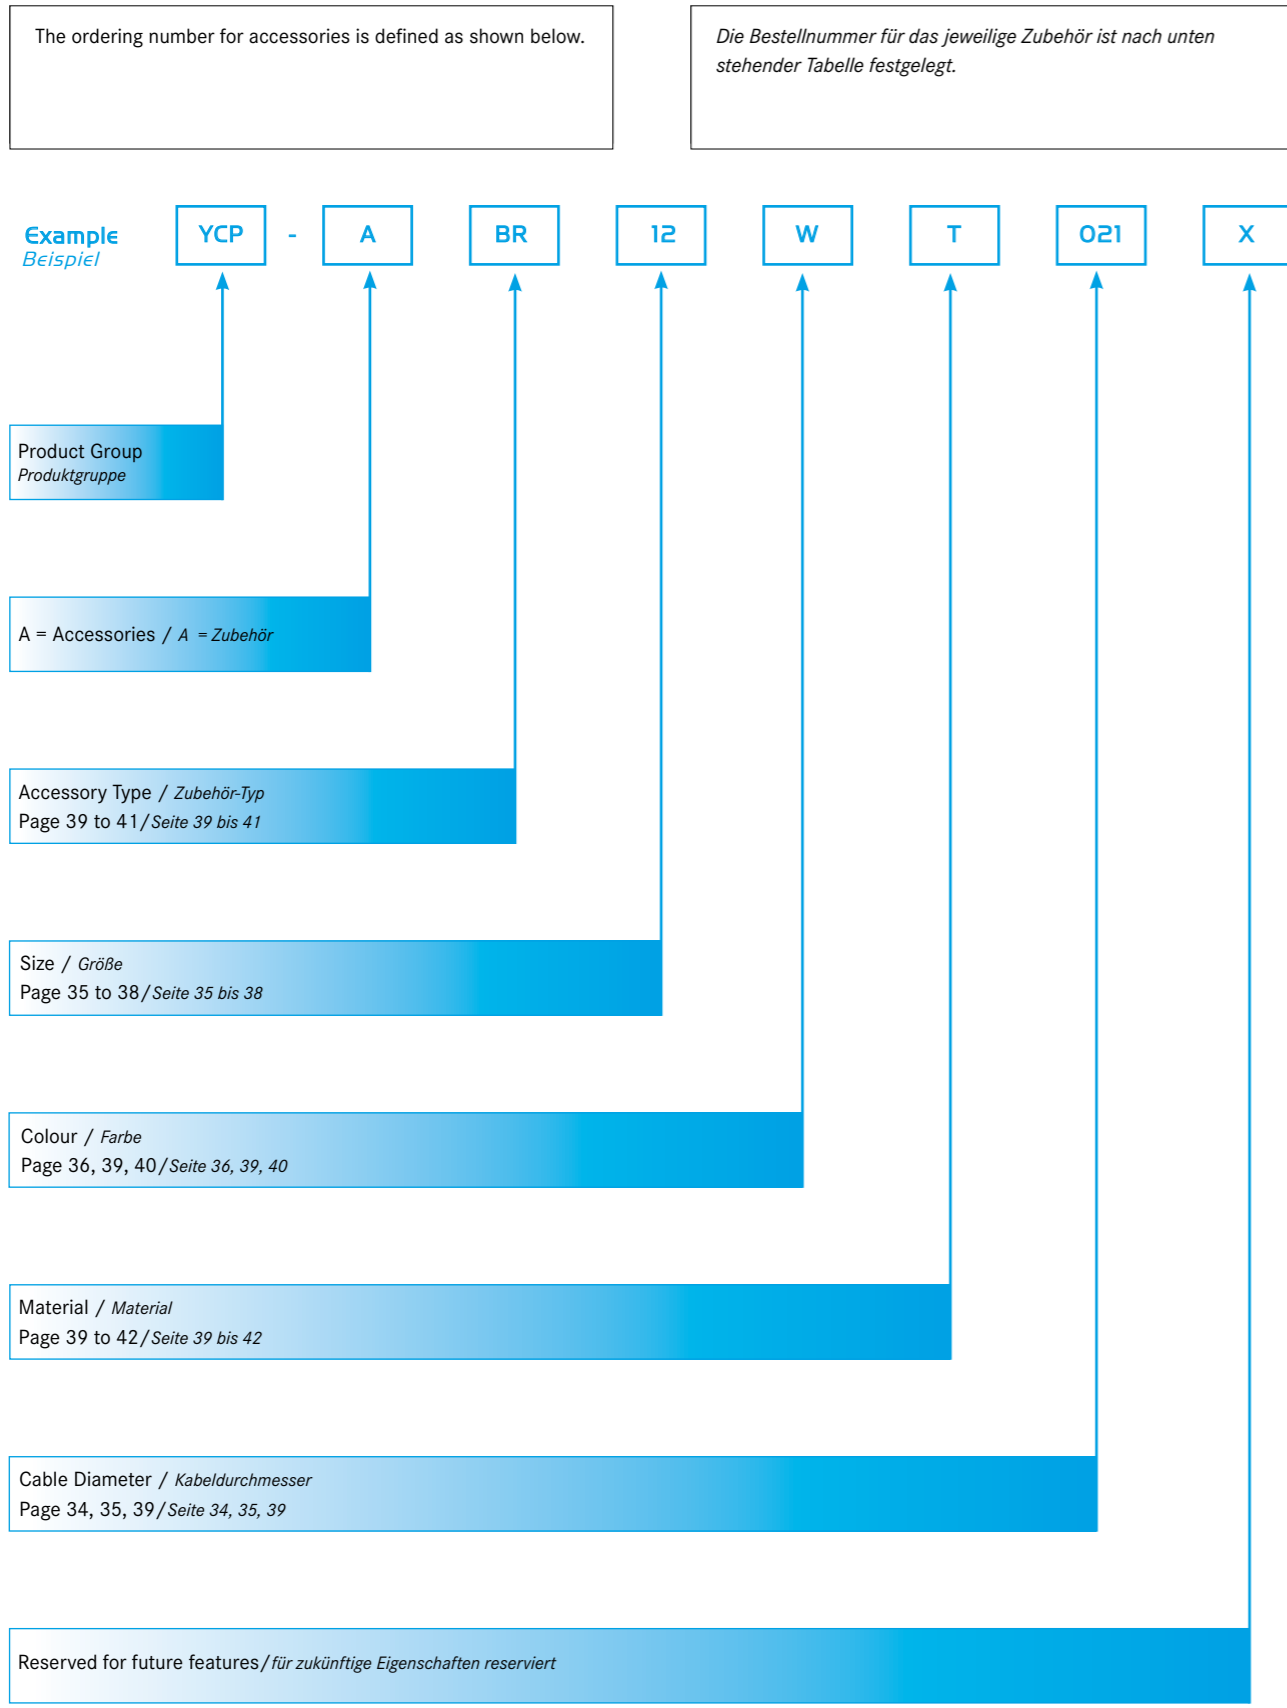 The ordering number for accessories is defined as shown below.
Die Bestellnummer für das jeweilige Zubehör ist nach unten
stehender Tabelle festgelegt.
Example
Beispiel
YCP - A BR 12 W T 021 X
Product Group
Produktgruppe
A = Accessories / A = Zubehör
Accessory Type / Zubehör-Typ
Page 39 to 41/Seite 39 bis 41
Size / Größe
Page 35 to 38/Seite 35 bis 38
Colour / Farbe
Page 36, 39, 40/Seite 36, 39, 40
Material / Material
Page 39 to 42/Seite 39 bis 42
Cable Diameter / Kabeldurchmesser
Page 34, 35, 39/Seite 34, 35, 39
Reserved for future features/für zukünftige Eigenschaften reserviert